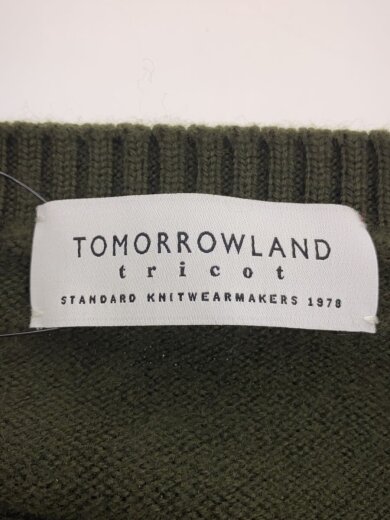 TOMORROWLAND
tricot
STANDARD KNITWEARMAKERS 1978